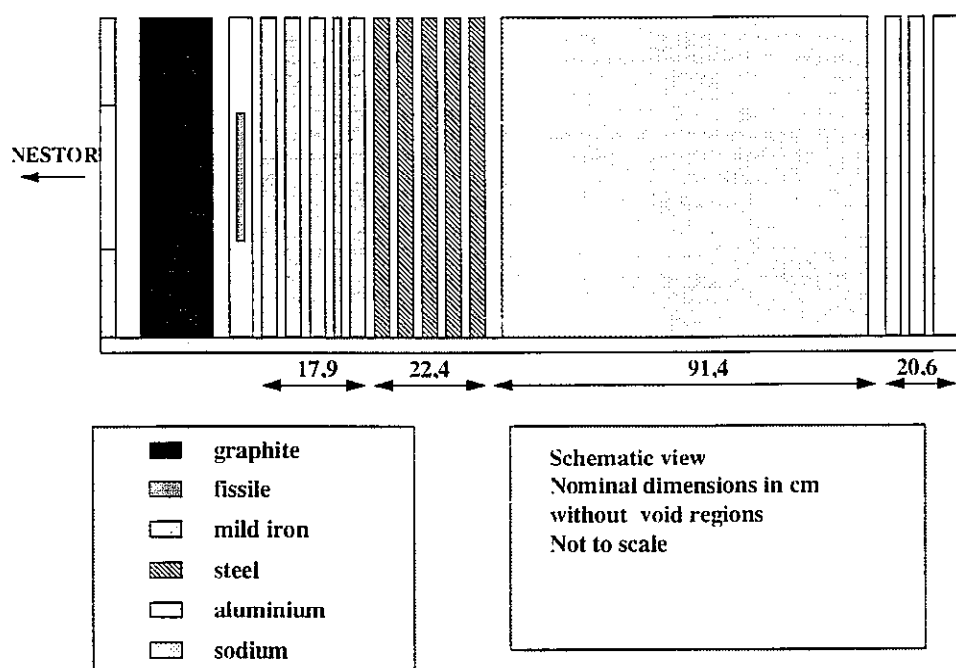 NESTOR
17,9
22,4
91,4
20,6
graphite
fissile
mild iron
steel
aluminium
sodium
Schematic view
Nominal dimensions in cm
without void regions
Not to scale